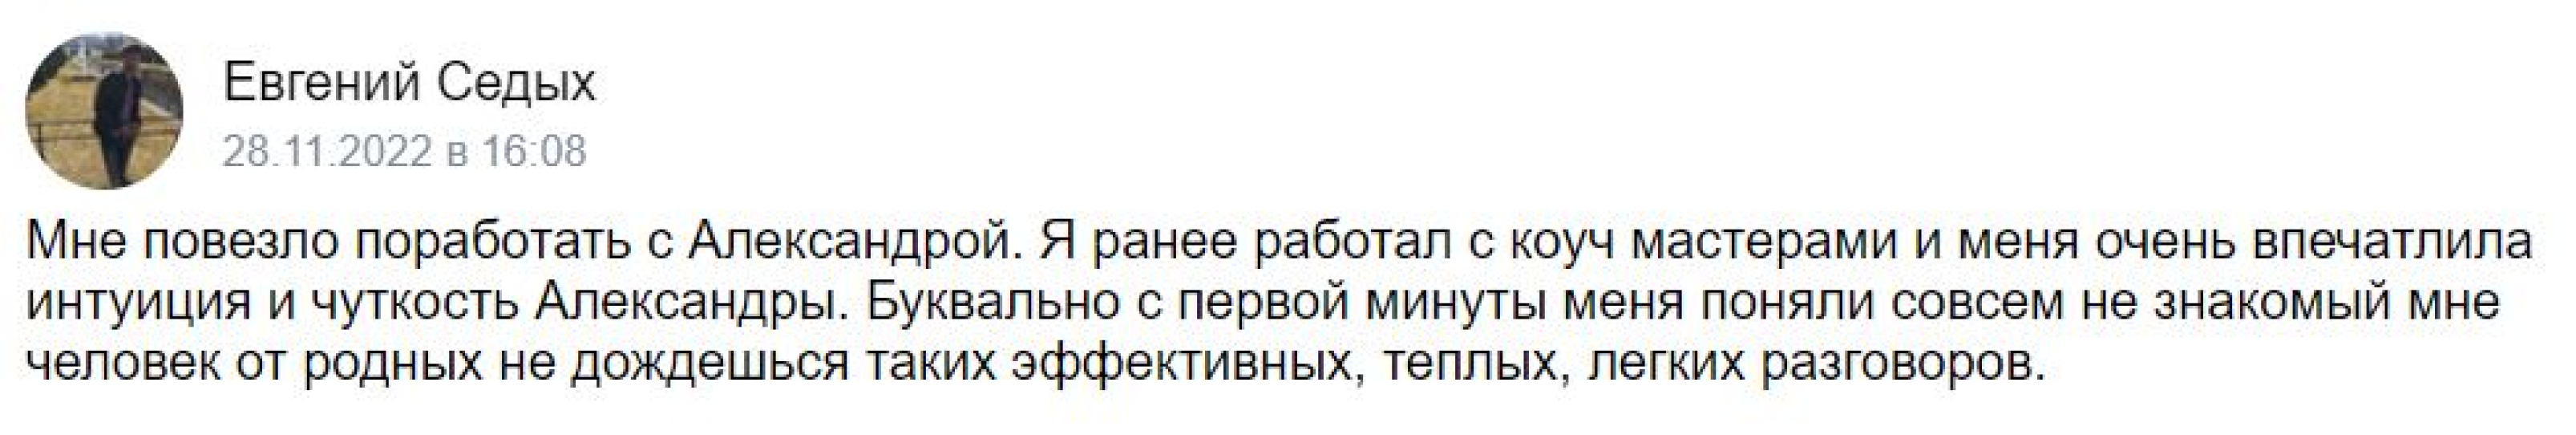 Евгений Седых
28.11.2022 в 16:08
Мне повезло поработать с Александрой. Я ранее работал с коуч мастерами и меня очень впечатлила
интуиция и чуткость Александры. Буквально с первой минуты меня поняли совсем не знакомый мне
человек от родных не дождешься таких эффективных, теплых, легких разговоров.